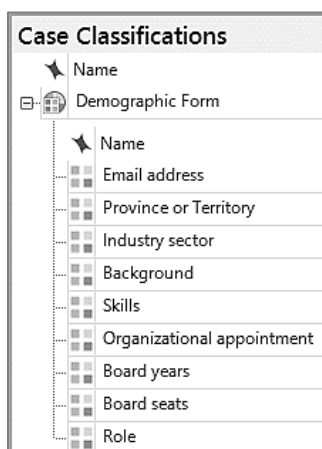 Case Classifications
Name
Demographic Form
Name
Email address
Province or Territory
Industry sector
Background
Skills
Organizational appointment
Board years
Board seats
Role